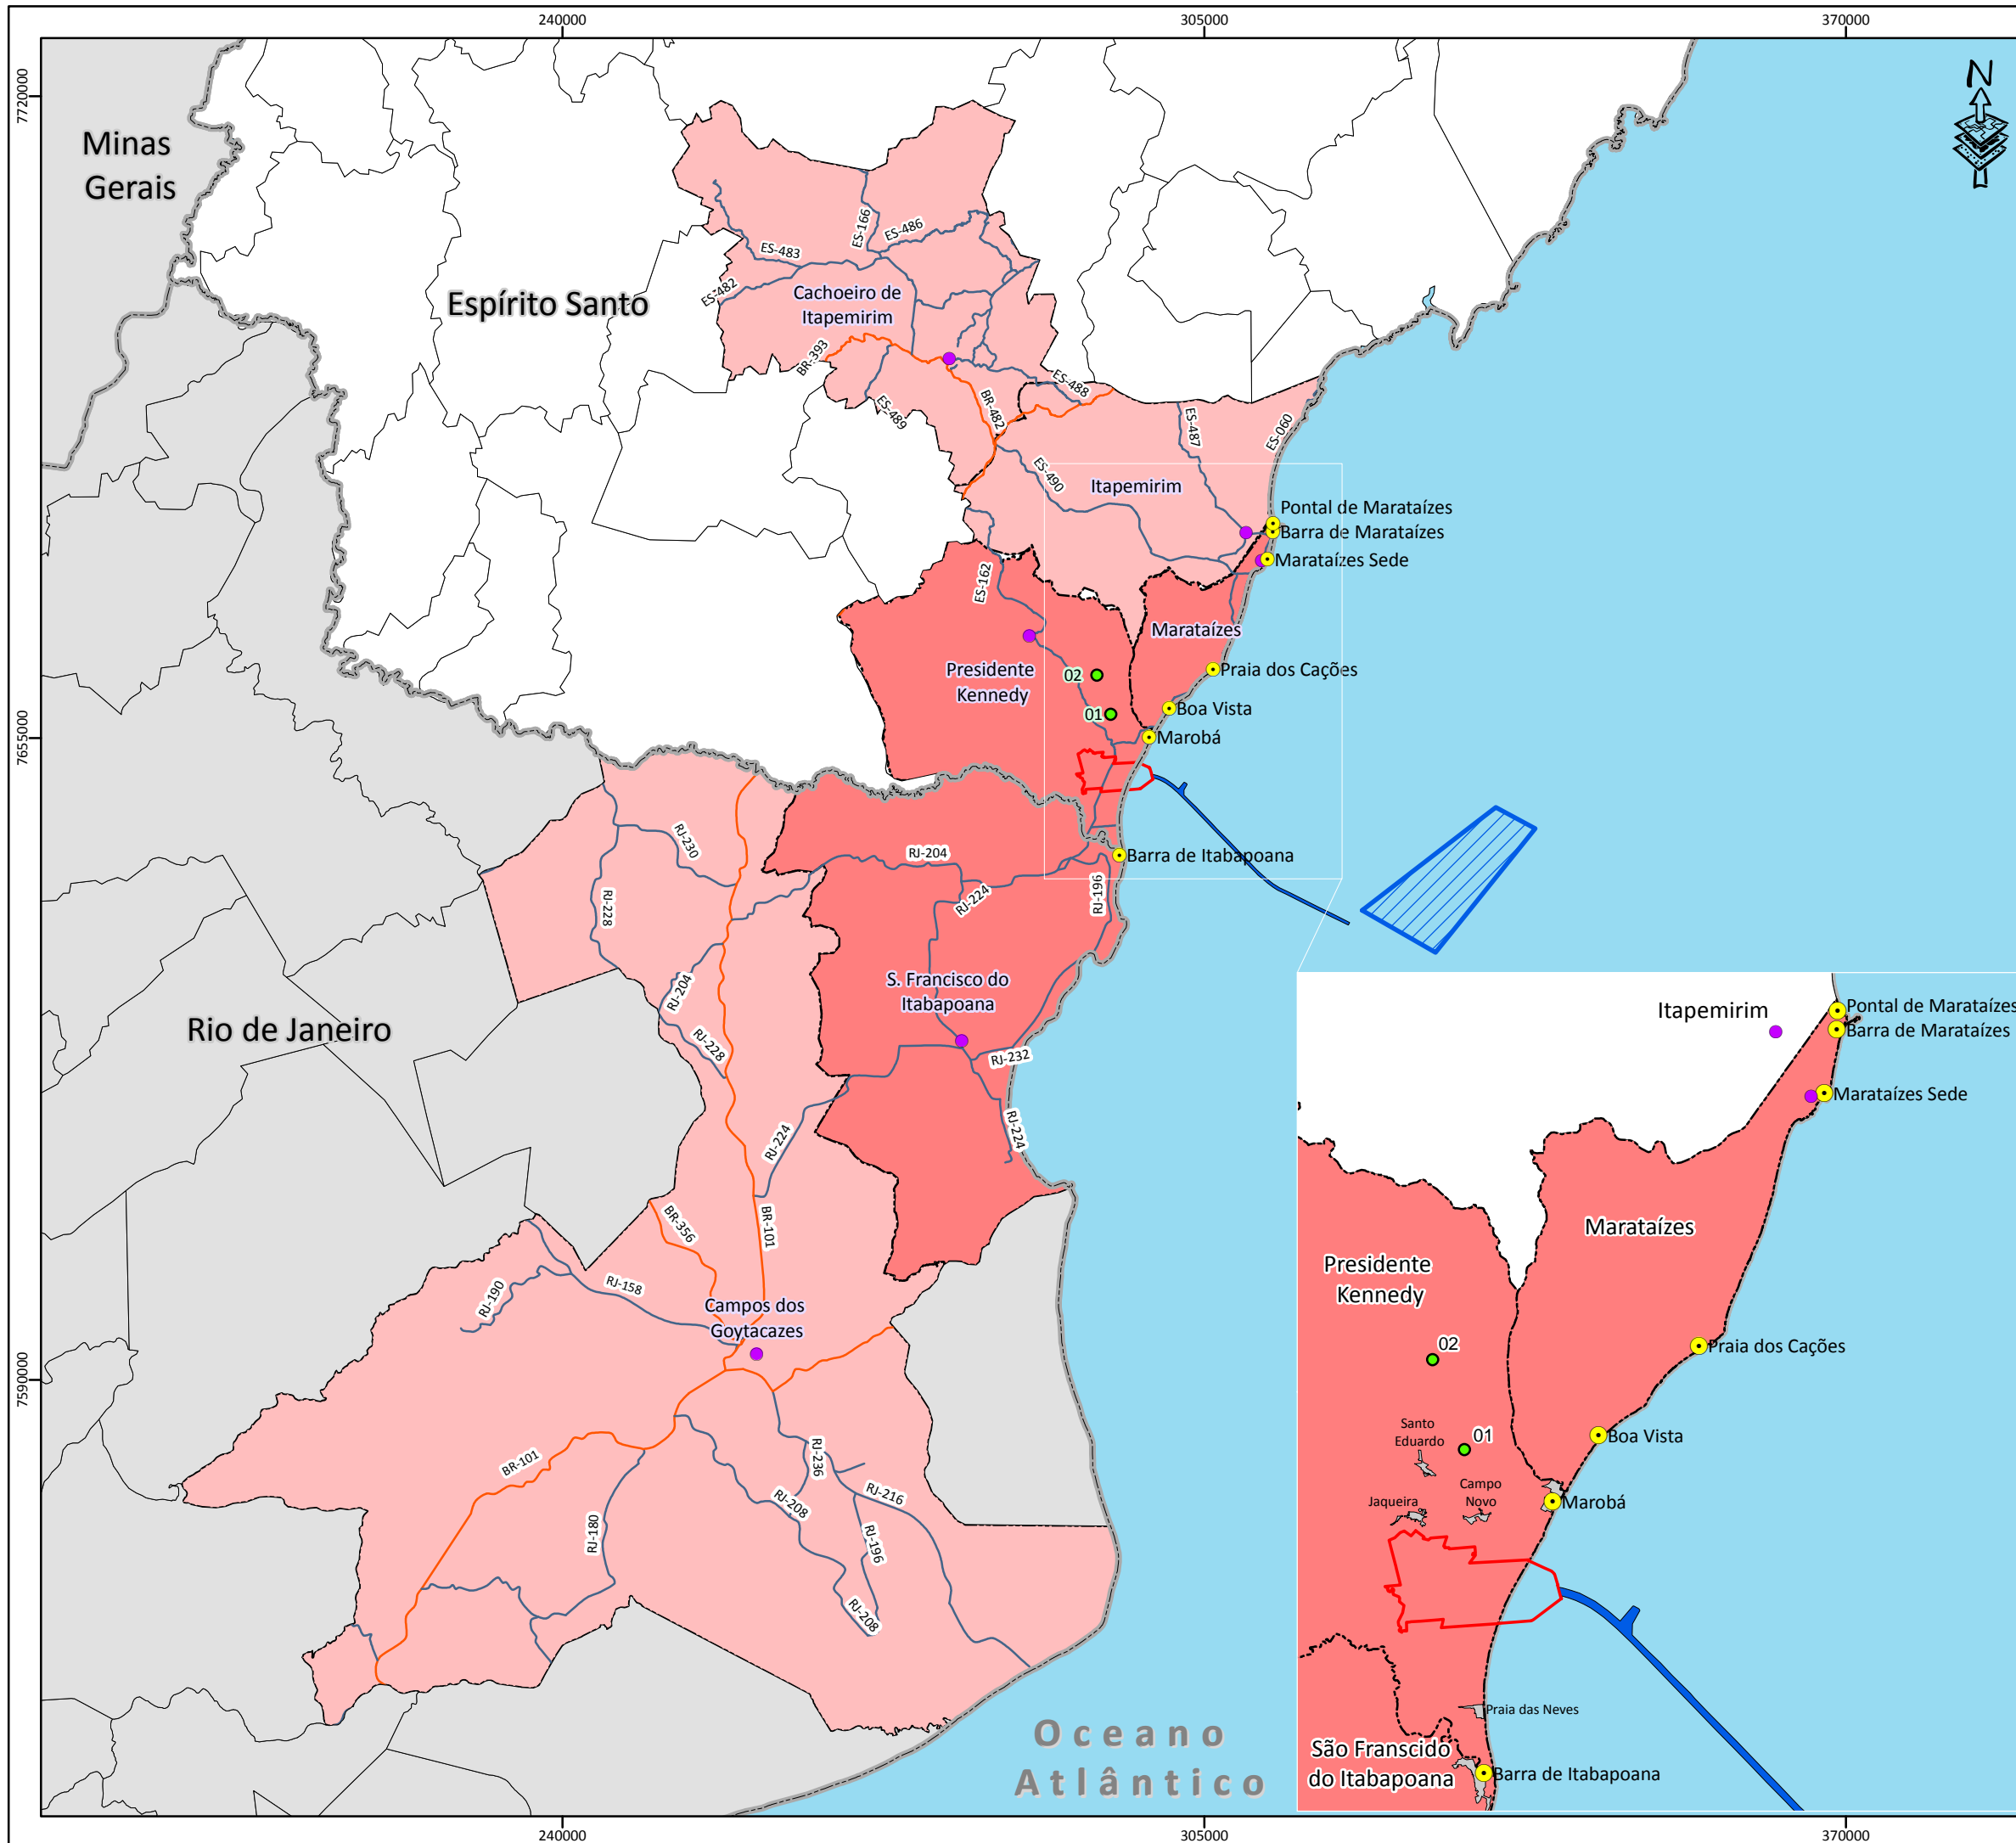 240000
305000
370000
7720000
7655000
7590000
N
Minas
Gerais
Espírito Santo
Rio de Janeiro
ES-166
ES-486
ES-483
ES-482
Cachoeiro de
Itapemirim
BR-393
ES-489
BR-482
ES-488
ES-487
ES-060
ES-490
Itapemirim
Pontal de Marataízes
Barra de Marataízes
Marataízes Sede
ES-162
Marataízes
Presidente
Kennedy
02
01
Praia dos Cações
Boa Vista
Marobá
Barra de Itabapoana
RJ-230
RJ-228
RJ-204
RJ-224
RJ-196
RJ-204
RJ-228
S. Francisco do
Itabapoana
RJ-232
RJ-224
RJ-224
BR-101
BR-356
RJ-190
RJ-158
Campos dos
Goytacazes
BR-101
RJ-180
RJ-236
RJ-208
RJ-216
RJ-196
RJ-208
Oceano
Atlântico
Itapemirim
Pontal de Marataízes
Barra de Marataízes
Marataízes Sede
Marataízes
Presidente
Kennedy
02
Praia dos Cações
Santo
Eduardo
01
Boa Vista
Jaqueira
Campo
Novo
Marobá
Praia das Neves
São Franscido
do Itabapoana
Barra de Itabapoana
240000
305000
370000